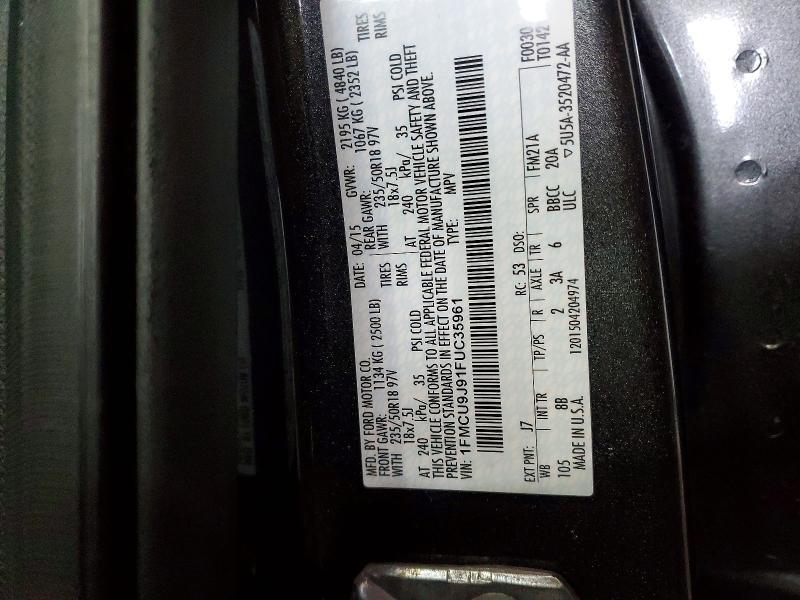 MFD. BY FORD MOTOR CO.
DATE: 04/15 GVWR: 2195 KG ( 4840 LB)
FRONT GAWR: 1134 KG ( 2500 LB) REAR GAWR: 1067 KG ( 2352 LB)
WITH 235/50R18 97V TIRES WITH 235/50R18 97V TIRES
18x7.5J RIMS 18x7.5J RIMS
AT 240 kPa/ 35 PSI COLD AT 240 kPa/ 35 PSI COLD
THIS VEHICLE CONFORMS TO ALL APPLICABLE FEDERAL MOTOR VEHICLE SAFETY AND THEFT
PREVENTION STANDARDS IN EFFECT ON THE DATE OF MANUFACTURE SHOWN ABOVE.
VIN: 1FMCU9J91FUC35961 TYPE: MPV
F0030
T0142
EXT PNT: J7 RC: 53 DSO: FM21A
WB INT TR TP/PS R AXLE TR SPR 20A
105 8B 2 3A 6 BBCC
ULC
MADE IN U.S.A. 1201504204974 ▽5U5A-3520472-AA